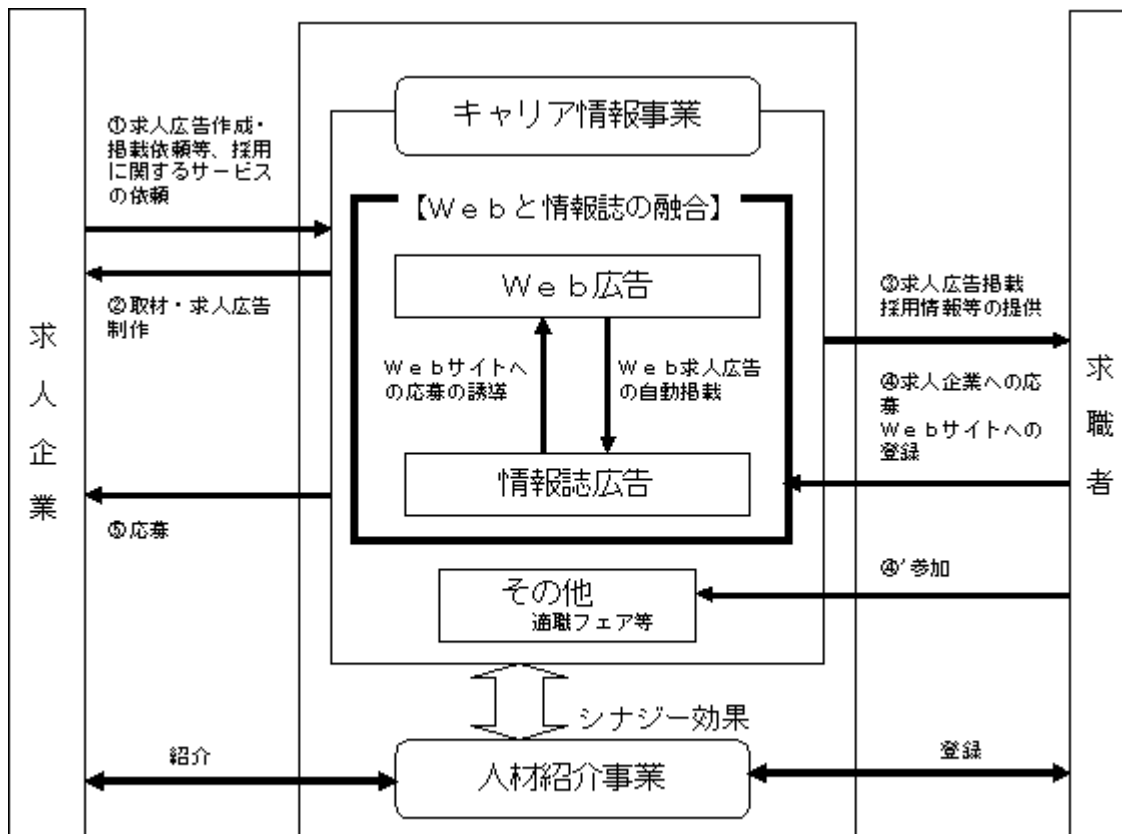 キャリア情報事業
①求人広告作成・
掲載依頼等、採用
に関するサービス
の依頼
【Ｗｅｂと情報誌の融合】
Ｗｅｂ広告
②取材・求人広告
制作
③求人広告掲載
採用情報等の提供
求人企業
Ｗｅｂサイトへ
の応募の誘導
Ｗｅｂ求人広告
の自動掲載
④求人企業への応
募
Ｗｅｂサイトへの
登録
求職者
情報誌広告
⑤応募
④’参加
その他
適職フェア等
シナジー効果
紹介
人材紹介事業
登録